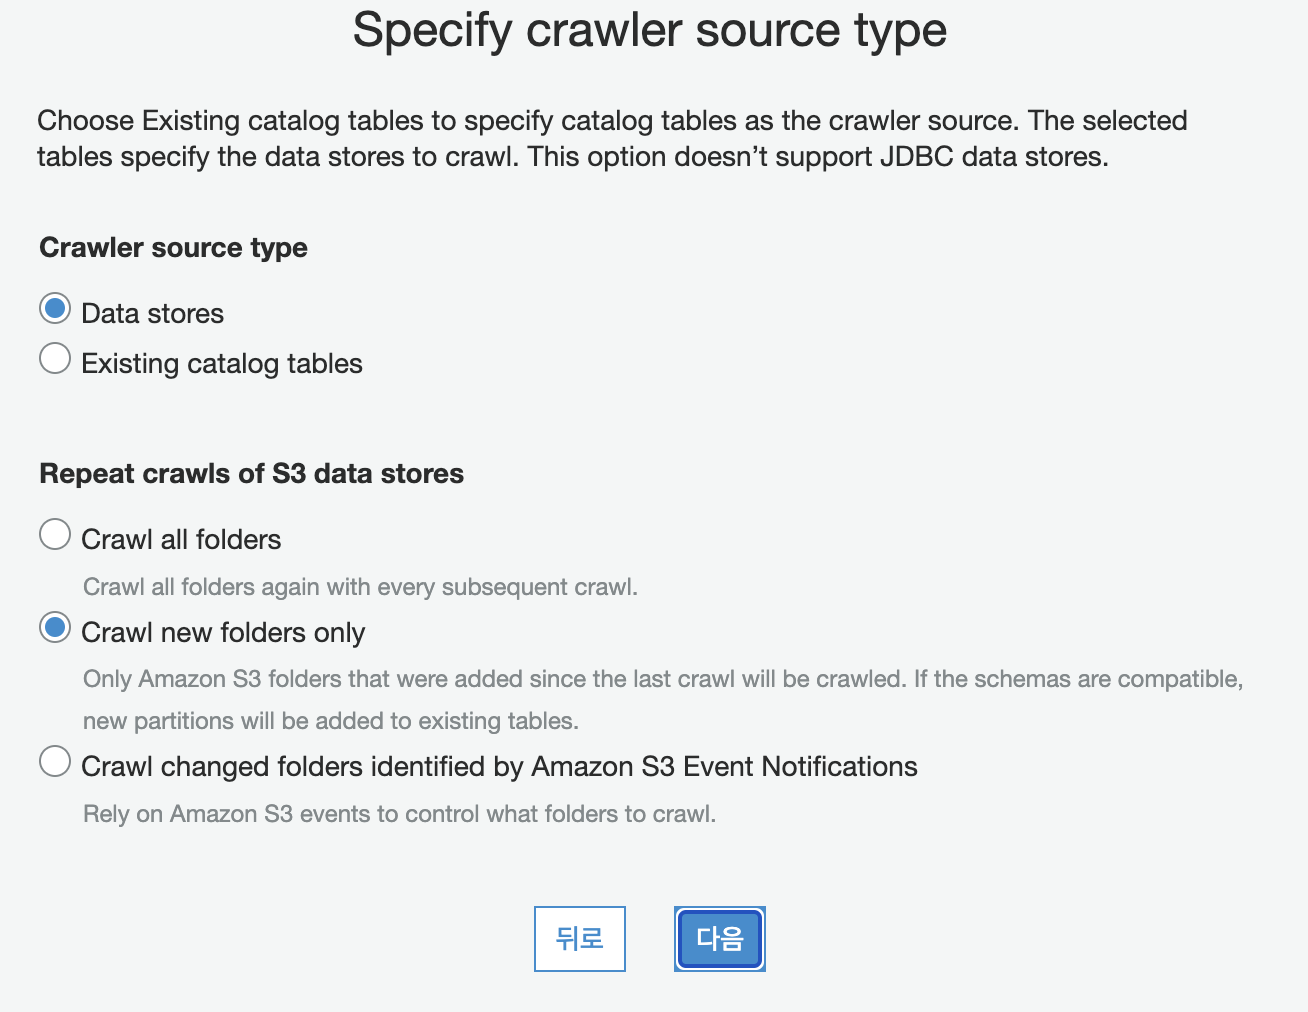 Specify crawler source type
Choose Existing catalog tables to specify catalog tables as the crawler source. The selected
tables specify the data stores to crawl. This option doesn’t support JDBC data stores.
Crawler source type
Data stores
Existing catalog tables
Repeat crawls of S3 data stores
Crawl all folders
Crawl all folders again with every subsequent crawl.
Crawl new folders only
Only Amazon S3 folders that were added since the last crawl will be crawled. If the schemas are compatible,
new partitions will be added to existing tables.
Crawl changed folders identified by Amazon S3 Event Notifications
Rely on Amazon S3 events to control what folders to crawl.
뒤로 다음